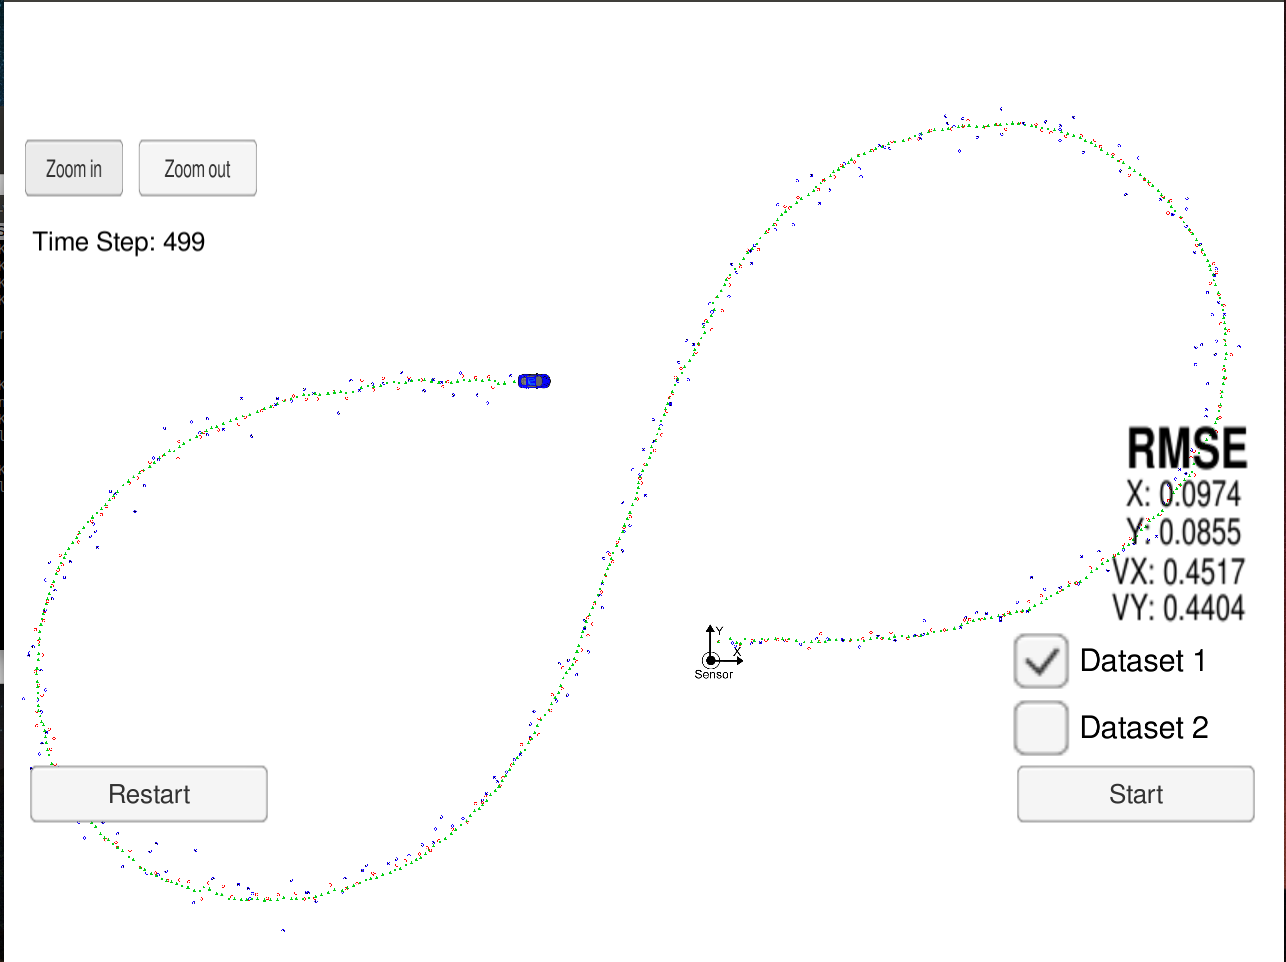 Zoom in
Zoom out
Time Step: 499
RMSE
X: 0.0974
Y: 0.0855
VX: 0.4517
VY: 0.4404
Y
X
Sensor
Dataset 1
Dataset 2
Restart
Start